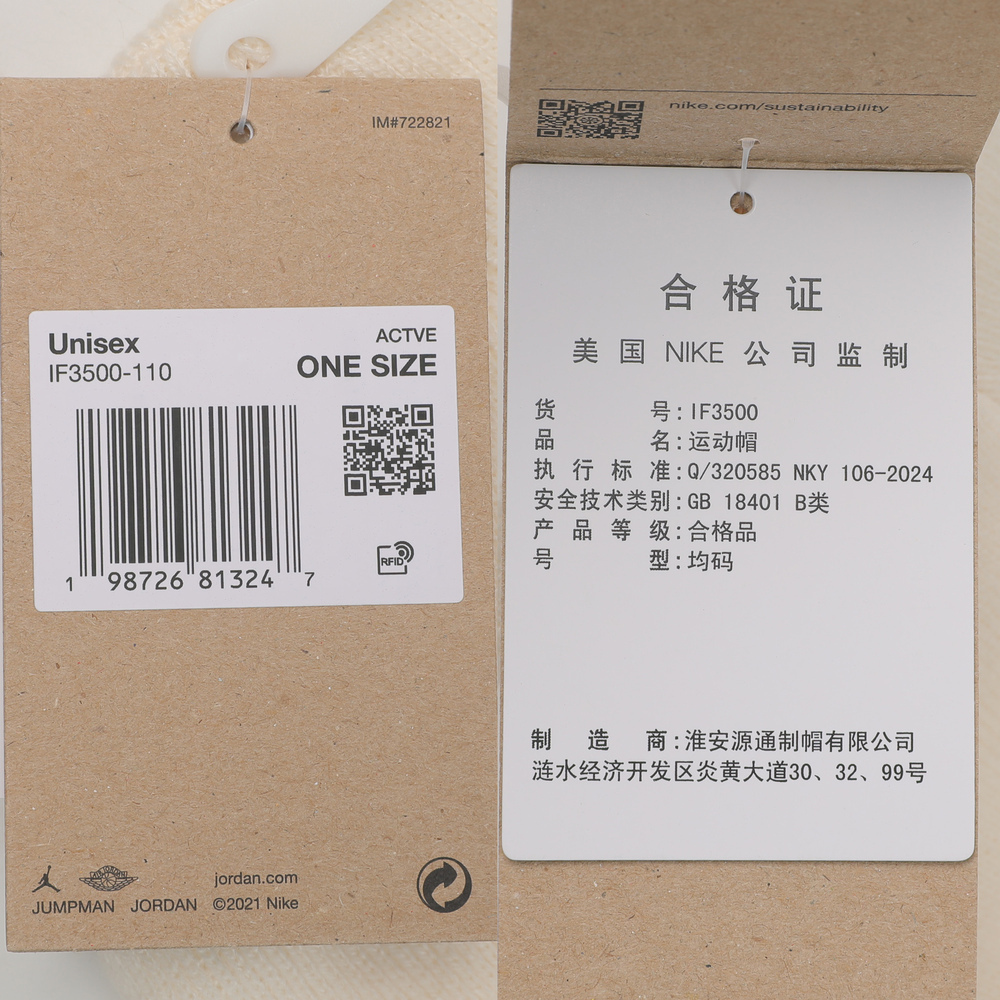 IM#722821
Unisex
ACTVE
IF3500-110
ONE SIZE
RFID
1 98726 81324 7
jordan.com
JUMPMAN JORDAN ©2021 Nike
nike.com/sustainability
合格证
美国NIKE公司监制
货号:IF3500
品名:运动帽
执行标准:Q/320585 NKY 106-2024
安全技术类别:GB 18401 B类
产品等级:合格品
号型:均码
制造商:淮安源通制帽有限公司
涟水经济开发区炎黄大道30、32、99号